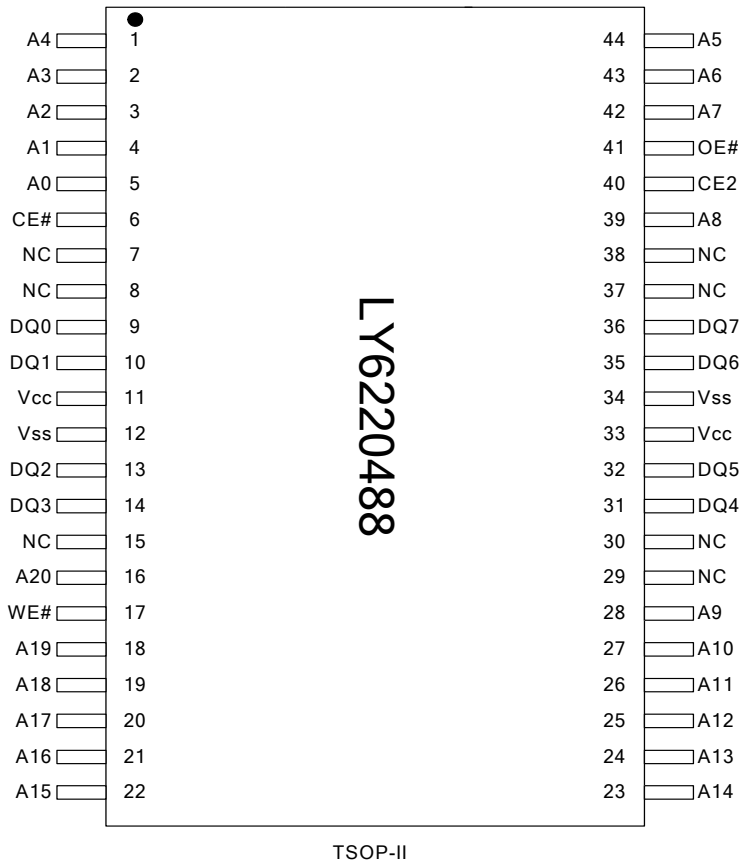 A4 1 44 A5
A3 2 43 A6
A2 3 42 A7
A1 4 41 OE#
A0 5 40 CE2
CE# 6 39 A8
NC 7 38 NC
NC 8 37 NC
DQ0 9 36 DQ7
DQ1 10 35 DQ6
Vcc 11 34 Vss
Vss 12 33 Vcc
DQ2 13 32 DQ5
DQ3 14 31 DQ4
NC 15 30 NC
A20 16 29 NC
WE# 17 28 A9
A19 18 27 A10
A18 19 26 A11
A17 20 25 A12
A16 21 24 A13
A15 22 23 A14
LY6220488
TSOP-II